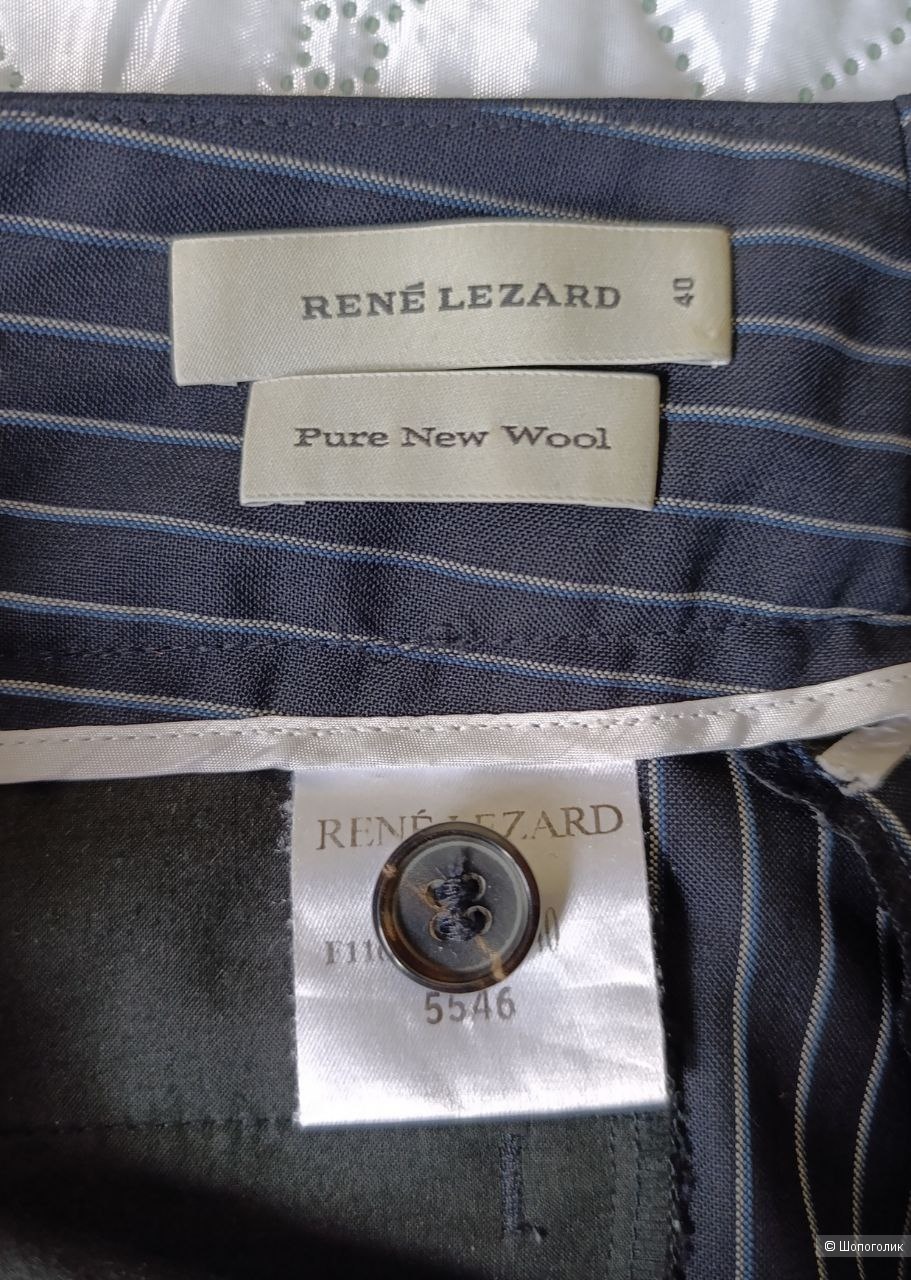 RENÉ LEZARD
40
Pure New Wool
RENÉ LEZARD
5546
© Шопоголик